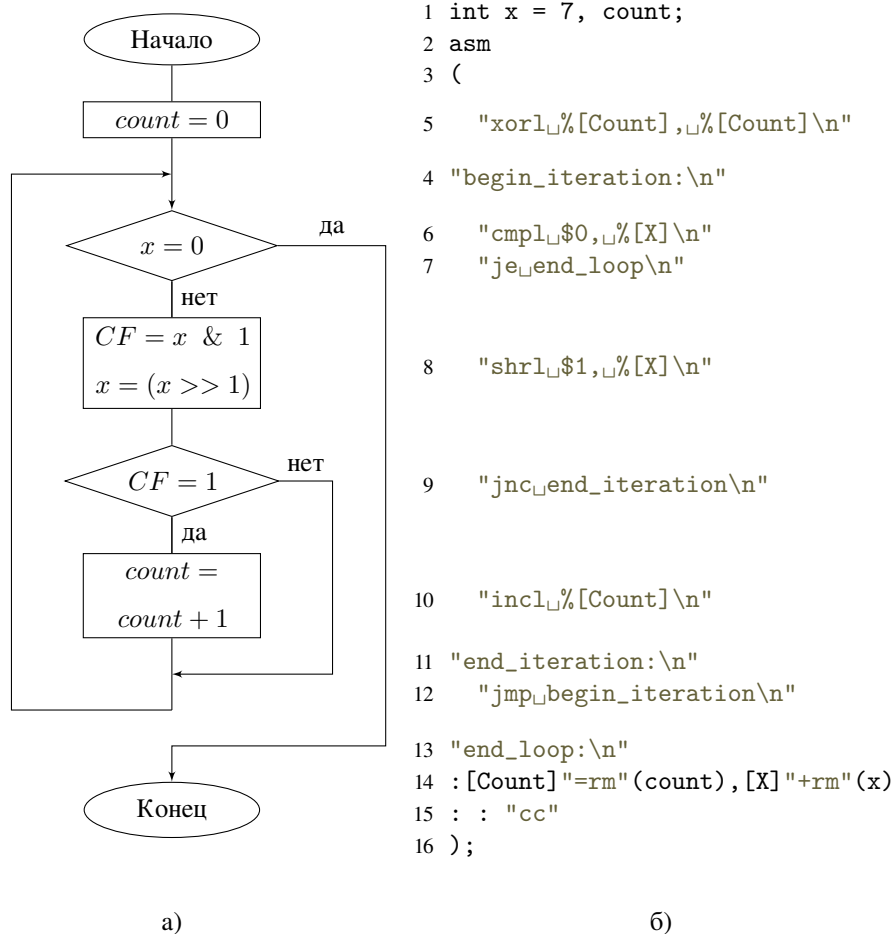 Начало
count = 0
x = 0
да
нет
CF = x & 1
x = (x >> 1)
CF = 1
нет
да
count =
count + 1
Конец
а)
1 int x = 7, count;
2 asm
3 (
5 "xorl␣%[Count],␣%[Count]\n"
4 "begin_iteration:\n"
6 "cmpl␣$0,␣%[X]\n"
7 "je␣end_loop\n"
8 "shrl␣$1,␣%[X]\n"
9 "jnc␣end_iteration\n"
10 "incl␣%[Count]\n"
11 "end_iteration:\n"
12 "jmp␣begin_iteration\n"
13 "end_loop:\n"
14 :[Count]"=rm"(count),[X]"+rm"(x)
15 : : "cc"
16 );
б)